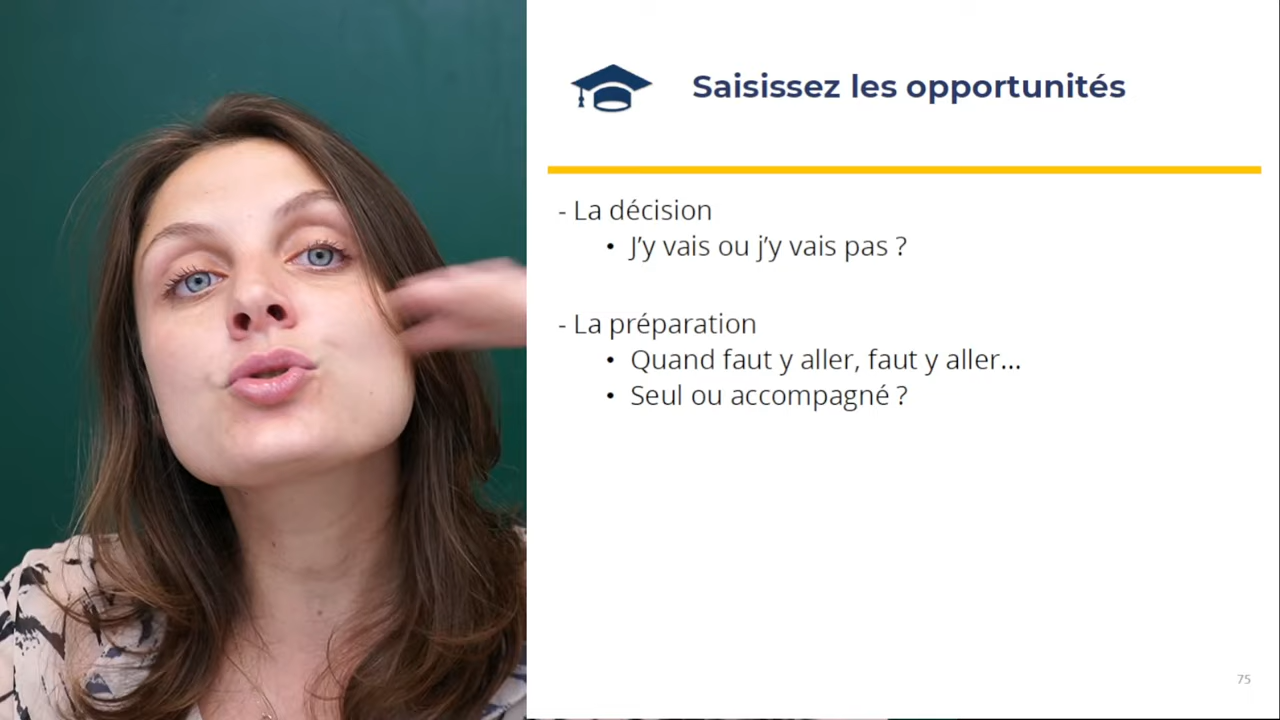 Saisissez les opportunités
- La décision
• J’y vais ou j’y vais pas ?
- La préparation
• Quand faut y aller, faut y aller...
• Seul ou accompagné ?
75